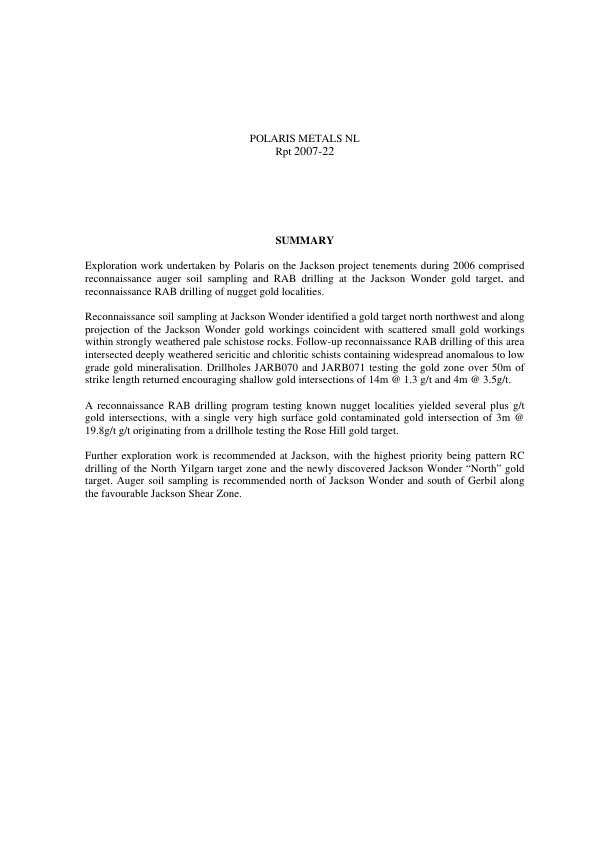 POLARIS METALS NL
Rpt 2007-22
SUMMARY
Exploration work undertaken by Polaris on the Jackson project tenements during 2006 comprised
reconnaissance auger soil sampling and RAB drilling at the Jackson Wonder gold target, and
reconnaissance RAB drilling of nugget gold localities.
Reconnaissance soil sampling at Jackson Wonder identified a gold target north northwest and along
projection of the Jackson Wonder gold workings coincident with scattered small gold workings
within strongly weathered pale schistose rocks. Follow-up reconnaissance RAB drilling of this area
intersected deeply weathered sericitic and chloritic schists containing widespread anomalous to low
grade gold mineralisation. Drillholes JARB070 and JARB071 testing the gold zone over 50m of
strike length returned encouraging shallow gold intersections of 14m @ 1.3 g/t and 4m @ 3.5g/t.
A reconnaissance RAB drilling program testing known nugget localities yielded several plus g/t
gold intersections, with a single very high surface gold contaminated gold intersection of 3m @
19.8g/t g/t originating from a drillhole testing the Rose Hill gold target.
Further exploration work is recommended at Jackson, with the highest priority being pattern RC
drilling of the North Yilgarn target zone and the newly discovered Jackson Wonder “North” gold
target. Auger soil sampling is recommended north of Jackson Wonder and south of Gerbil along
the favourable Jackson Shear Zone.